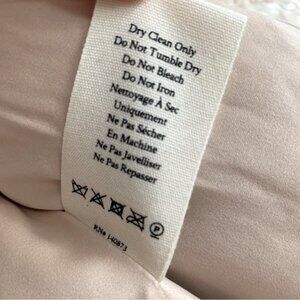 Dry Clean Only
Do Not Tumble Dry
Do Not Bleach
Do Not Iron
Nettoyage À Sec
Uniquement
Ne Pas Sécher
En Machine
Ne Pas Javelliser
Ne Pas Repasser
P
RN# 140873